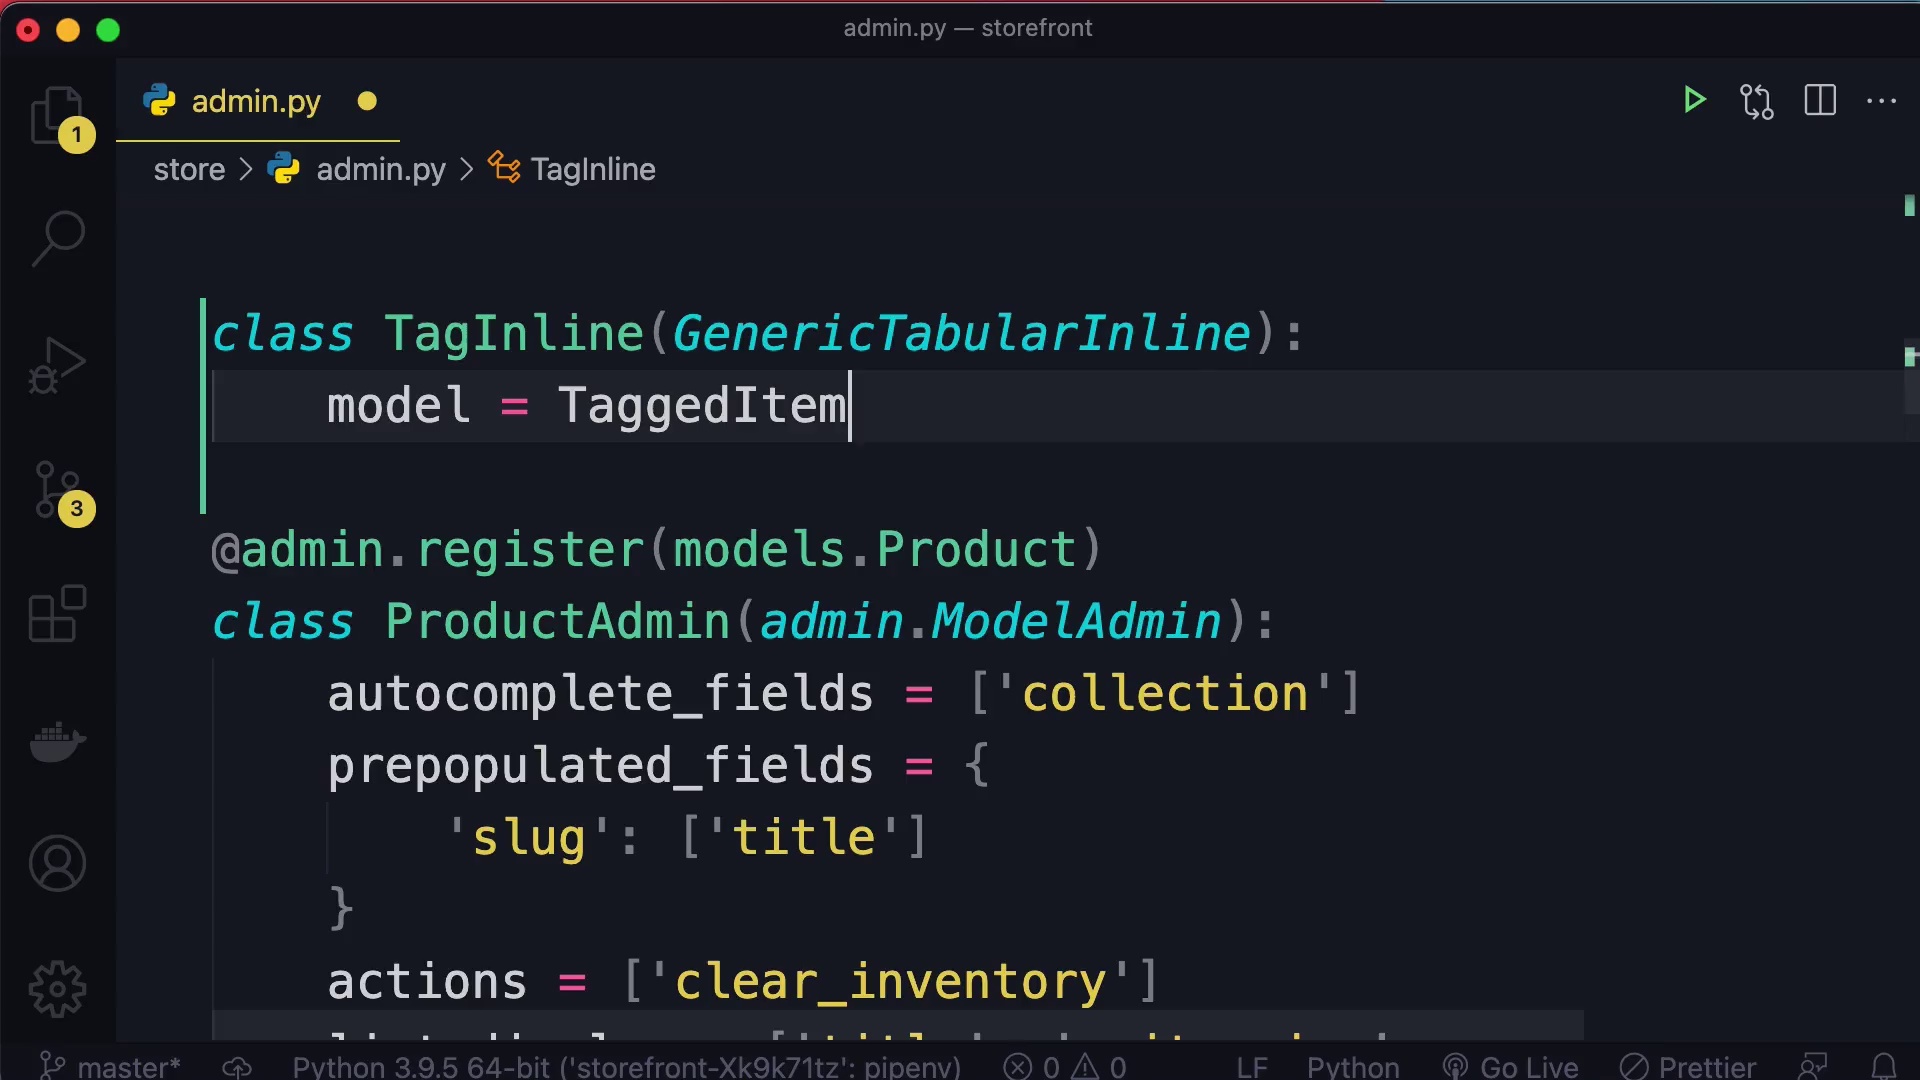 admin.py — storefront
admin.py
1
store > admin.py > TagInline
class TagInline(GenericTabularInline):
    model = TaggedItem
3
@admin.register(models.Product)
class ProductAdmin(admin.ModelAdmin):
    autocomplete_fields = ['collection']
    prepopulated_fields = {
        'slug': ['title']
    }
    actions = ['clear_inventory']
master* Python 3.9.5 64-bit ('storefront-Xk9k71tz': pipenv) 0 0 LF Python Go Live Prettier